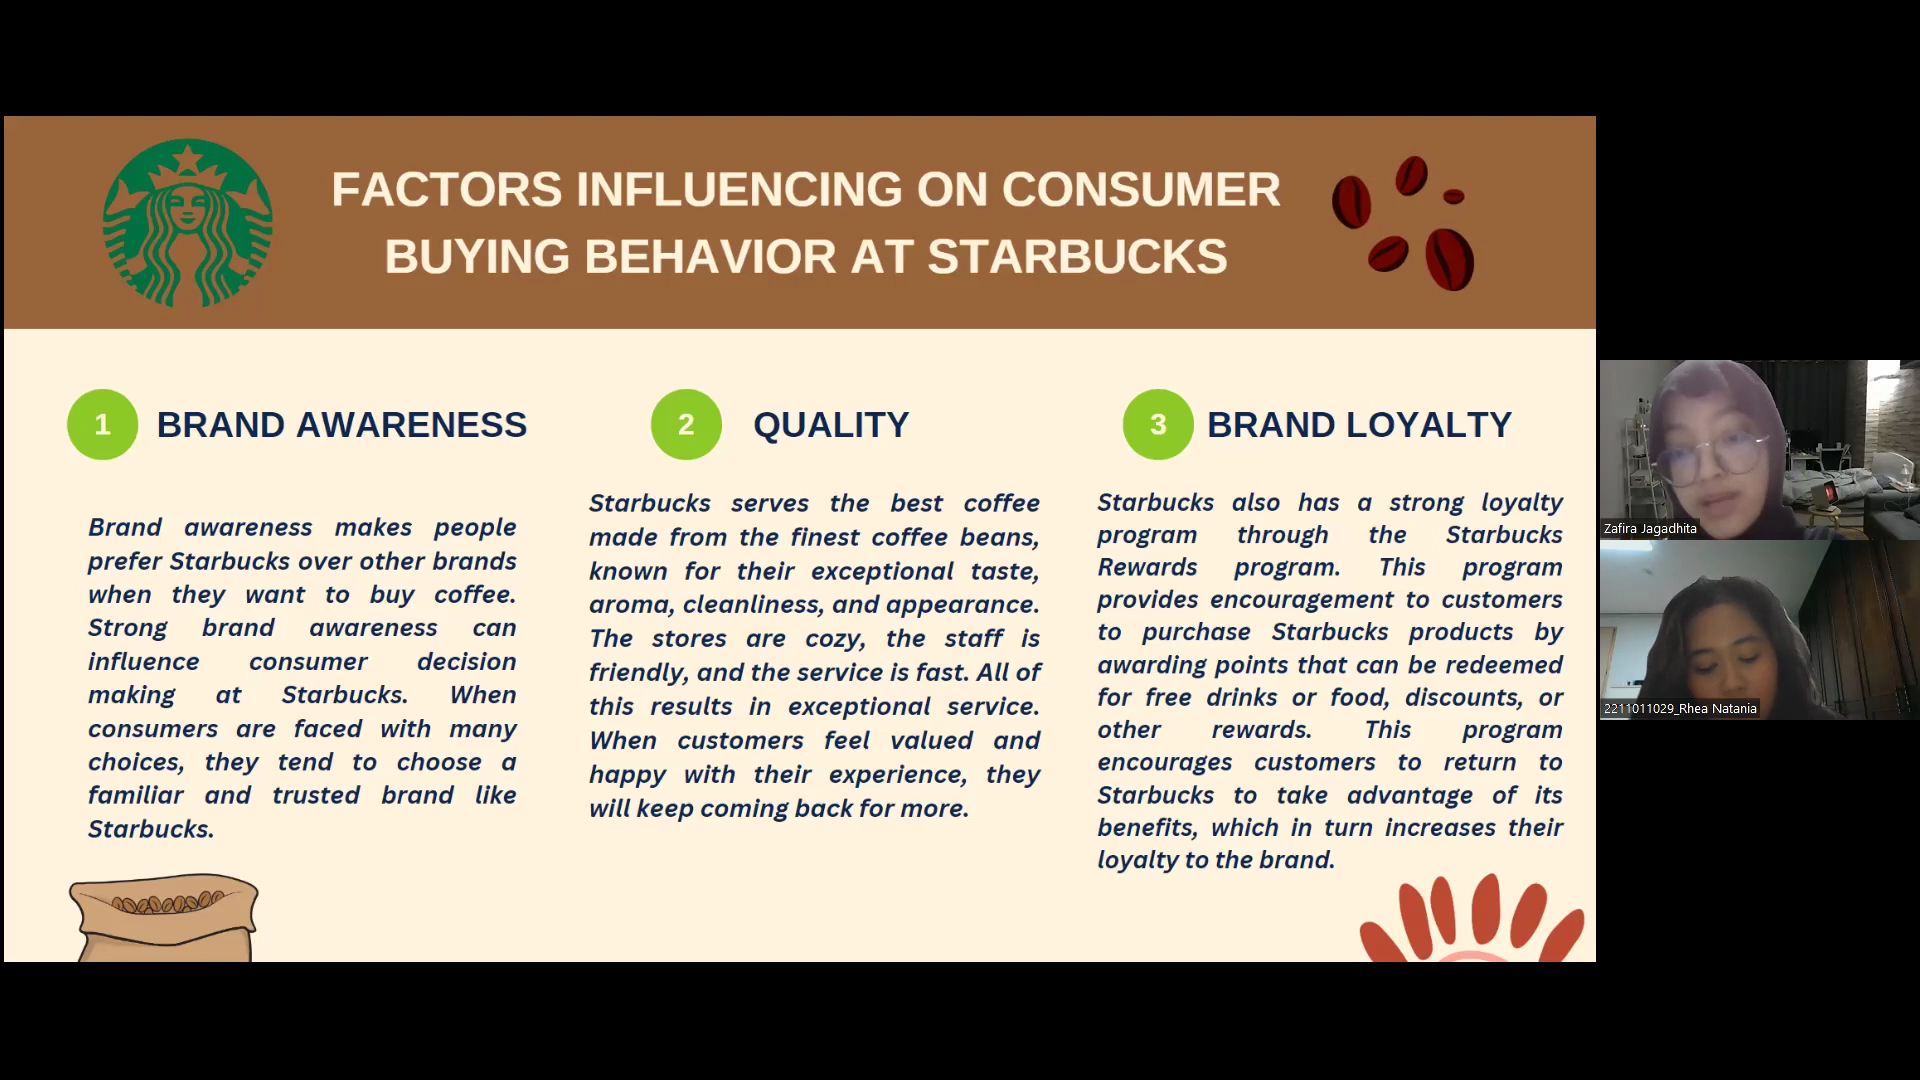 FACTORS INFLUENCING ON CONSUMER
BUYING BEHAVIOR AT STARBUCKS
1 BRAND AWARENESS
Brand awareness makes people
prefer Starbucks over other brands
when they want to buy coffee.
Strong brand awareness can
influence consumer decision
making at Starbucks. When
consumers are faced with many
choices, they tend to choose a
familiar and trusted brand like
Starbucks.
2 QUALITY
Starbucks serves the best coffee
made from the finest coffee beans,
known for their exceptional taste,
aroma, cleanliness, and appearance.
The stores are cozy, the staff is
friendly, and the service is fast. All of
this results in exceptional service.
When customers feel valued and
happy with their experience, they
will keep coming back for more.
3 BRAND LOYALTY
Starbucks also has a strong loyalty
program through the Starbucks
Rewards program. This program
provides encouragement to customers
to purchase Starbucks products by
awarding points that can be redeemed
for free drinks or food, discounts, or
other rewards. This program
encourages customers to return to
Starbucks to take advantage of its
benefits, which in turn increases their
loyalty to the brand.
Zafira Jagadhita
2211011029_Rhea Natania